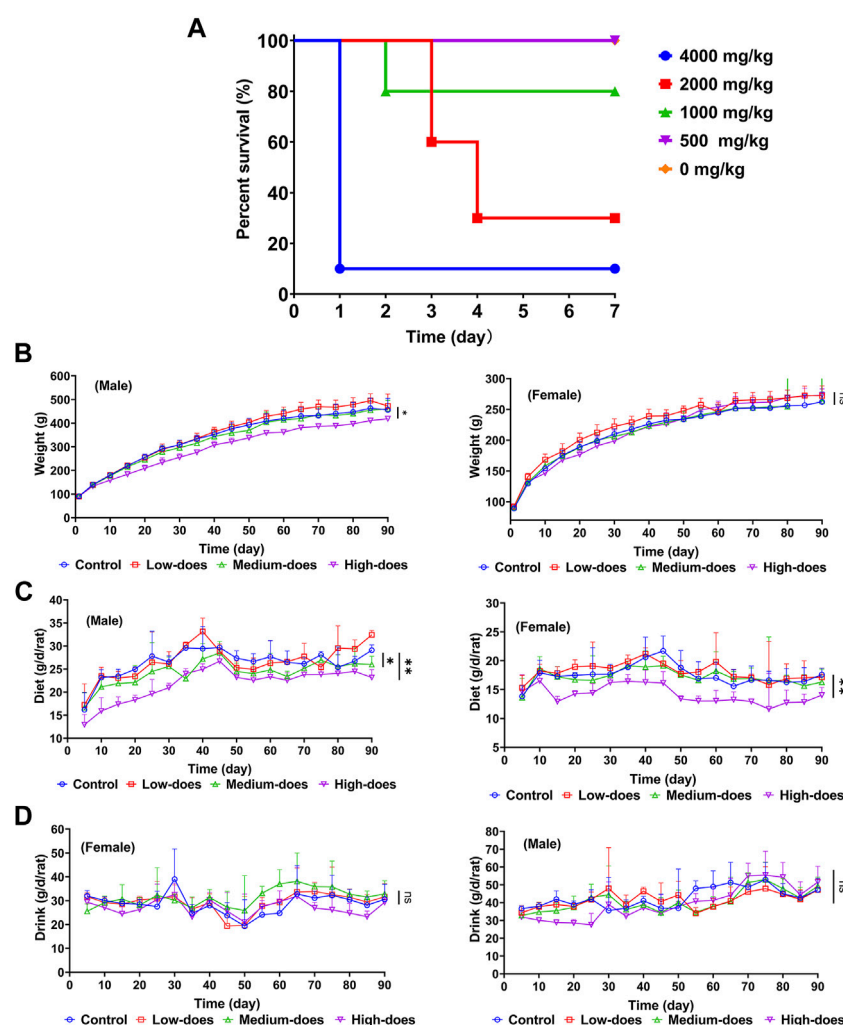 A
Percent survival (%)
100
80
60
40
20
0
0 1 2 3 4 5 6 7
Time (day)
4000 mg/kg
2000 mg/kg
1000 mg/kg
500 mg/kg
0 mg/kg
B
(Male)
Weight (g)
600
500
400
300
200
100
0
0 10 20 30 40 50 60 70 80 90
Time (day)
*
Control Low-does Medium-does High-does
(Female)
Weight (g)
300
250
200
150
100
0 10 20 30 40 50 60 70 80 90
Time (day)
ns
Control Low-does Medium-does High-does
C
(Male)
Diet (g/d/rat)
40
35
30
25
20
15
10
0 10 20 30 40 50 60 70 80 90
Time (day)
*
**
Control Low-does Medium-does High-does
(Female)
Diet (g/d/rat)
30
25
20
15
10
5
0 10 20 30 40 50 60 70 80 90
Time (day)
**
Control Low-does Medium-does High-does
D
(Female)
Drink (g/d/rat)
70
60
50
40
30
20
10
0
0 10 20 30 40 50 60 70 80 90
Time (day)
ns
Control Low-does Medium-does High-does
(Male)
Drink (g/d/rat)
80
70
60
50
40
30
20
10
0
0 10 20 30 40 50 60 70 80 90
Time (day)
ns
Control Low-does Medium-does High-does